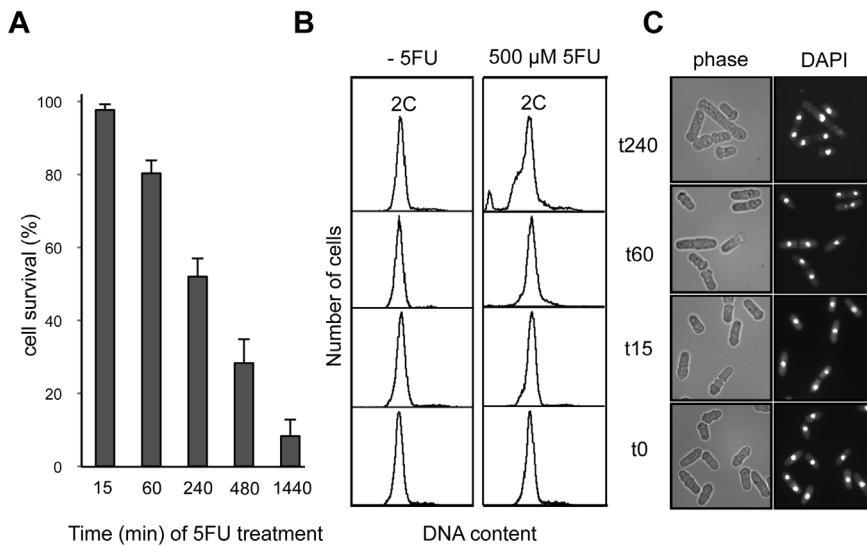 A
cell survival (%)
100
80
60
40
20
0
15 60 240 480 1440
Time (min) of 5FU treatment
B
- 5FU 500 µM 5FU
2C 2C
Number of cells
DNA content
C
phase DAPI
t240
t60
t15
t0